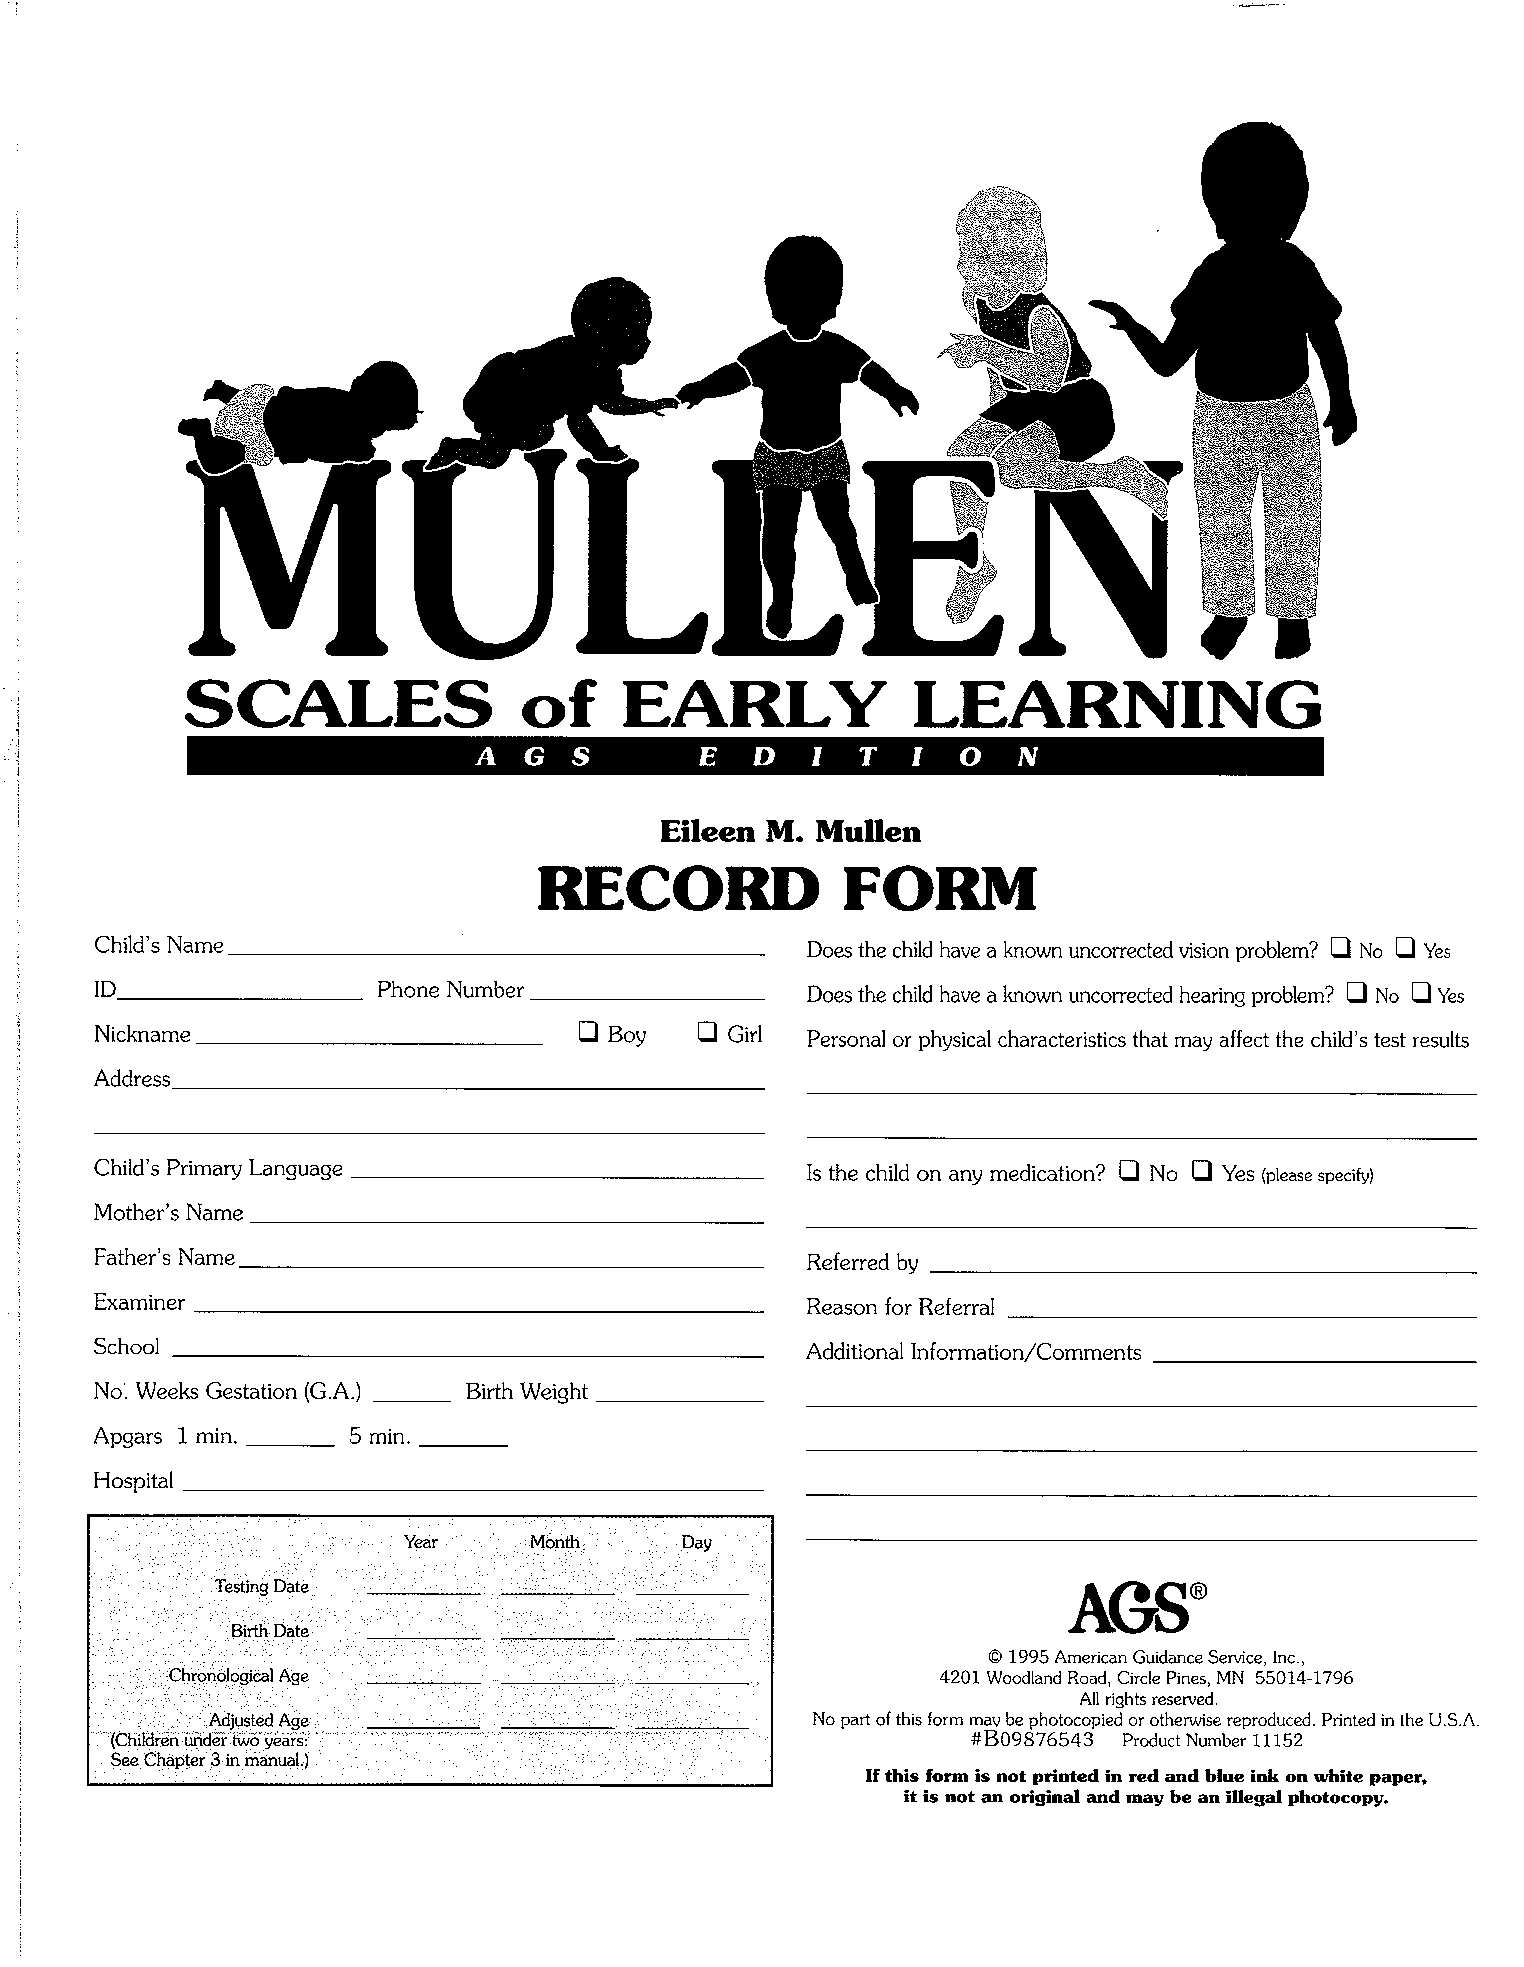 MULLEN
SCALES of EARLY LEARNING
AGS EDITION
Eileen M. Mullen
RECORD FORM
Child's Name
ID Phone Number
Nickname ❑ Boy ❑ Girl
Address
Child's Primary Language
Mother's Name
Father's Name
Examiner
School
No. Weeks Gestation (G.A.) Birth Weight
Apgars 1 min. 5 min.
Hospital
Year Month Day
Testing Date
Birth Date
Chronological Age
Adjusted Age
(Children under two years:
See Chapter 3 in manual.)
Does the child have a known uncorrected vision problem? ❑ No ❑ Yes
Does the child have a known uncorrected hearing problem? ❑ No ❑ Yes
Personal or physical characteristics that may affect the child's test results
Is the child on any medication? ❑ No ❑ Yes (please specify)
Referred by
Reason for Referral
Additional Information/Comments
AGS®
© 1995 American Guidance Service, Inc.,
4201 Woodland Road, Circle Pines, MN 55014-1796
All rights reserved.
No part of this form may be photocopied or otherwise reproduced. Printed in the U.S.A.
#B09876543 Product Number 11152
If this form is not printed in red and blue ink on white paper,
it is not an original and may be an illegal photocopy.